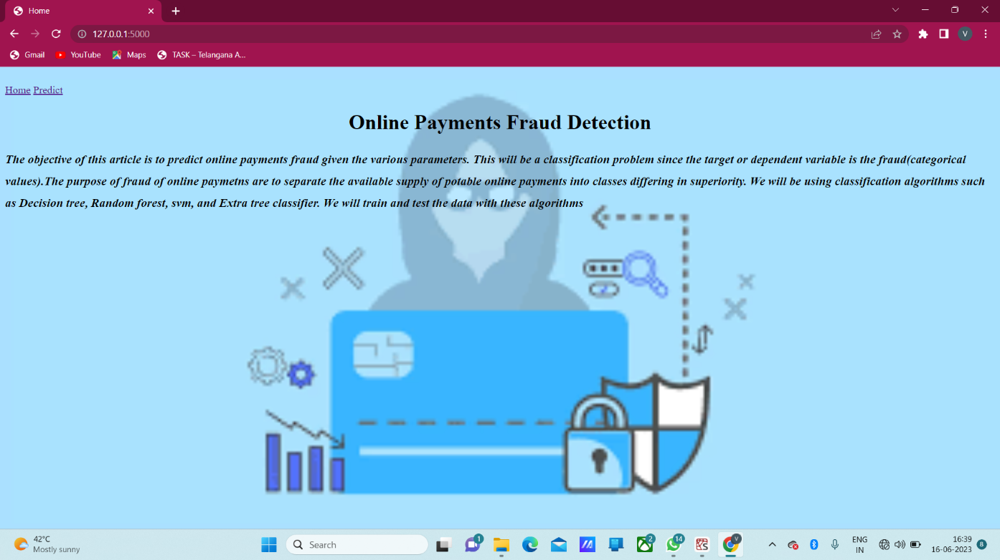 Home
127.0.0.1:5000
V
Gmail YouTube Maps TASK – Telangana A...
Home Predict
Online Payments Fraud Detection
The objective of this article is to predict online payments fraud given the various parameters. This will be a classification problem since the target or dependent variable is the fraud(categorical
values).The purpose of fraud of online paymetns are to separate the available supply of potable online payments into classes differing in superiority. We will be using classification algorithms such
as Decision tree, Random forest, svm, and Extra tree classifier. We will train and test the data with these algorithms
42°C
Mostly sunny
Search
1
2
14
V
ENG
IN
16:39
16-06-2023
8